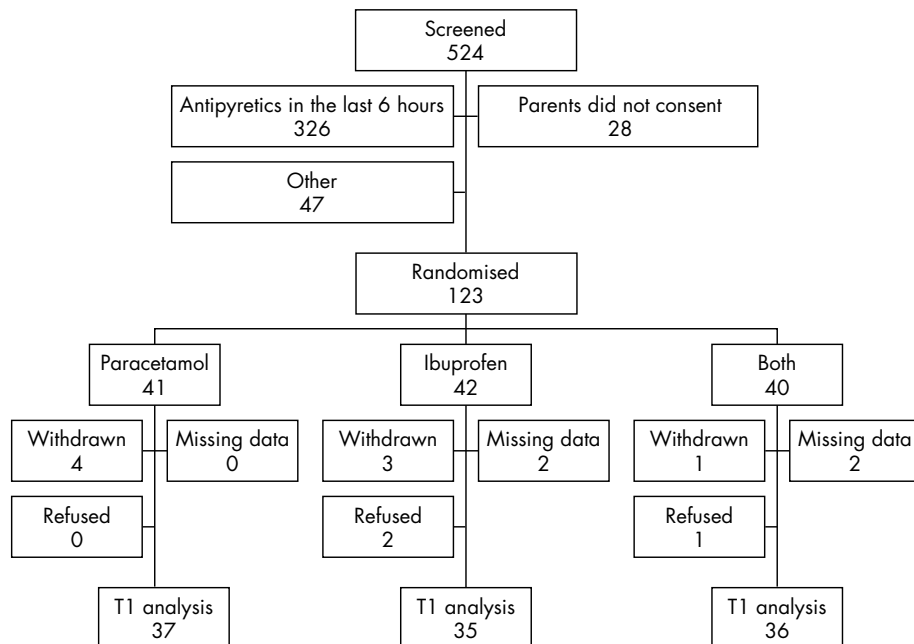 Screened
524
Antipyretics in the last 6 hours
326
Parents did not consent
28
Other
47
Randomised
123
Paracetamol
41
Ibuprofen
42
Both
40
Withdrawn
4
Missing data
0
Withdrawn
3
Missing data
2
Withdrawn
1
Missing data
2
Refused
0
Refused
2
Refused
1
T1 analysis
37
T1 analysis
35
T1 analysis
36